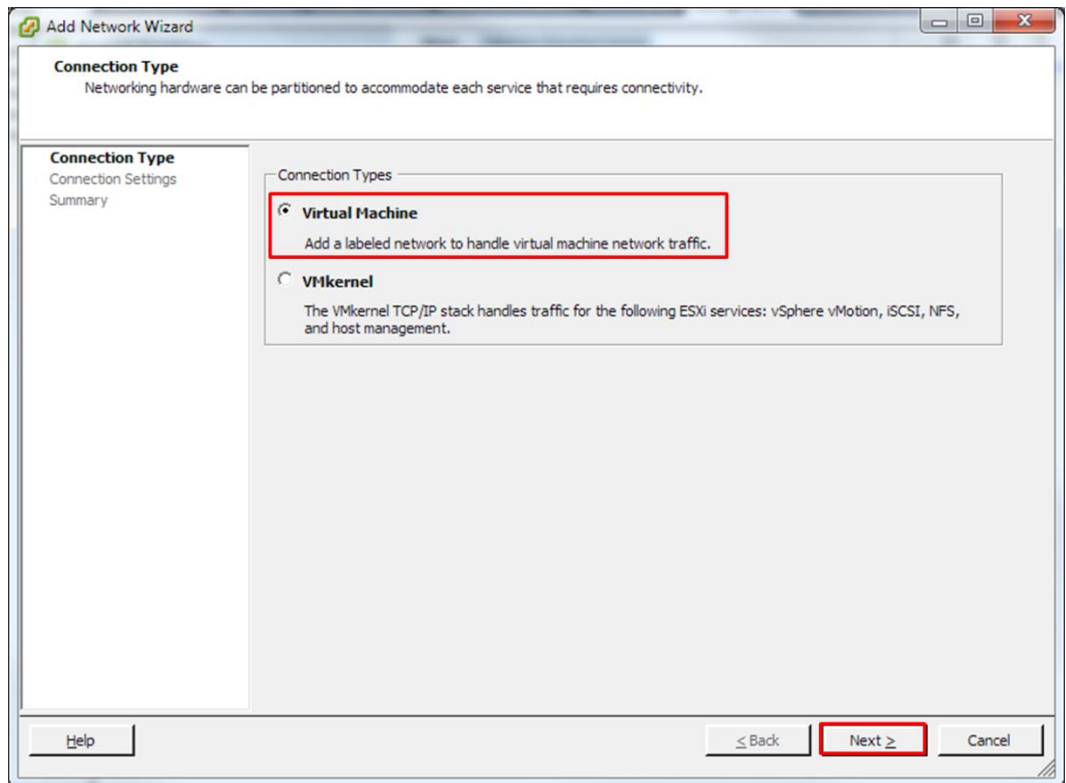 Add Network Wizard
Connection Type
Networking hardware can be partitioned to accommodate each service that requires connectivity.
Connection Type
Connection Settings
Summary
Connection Types
Virtual Machine
Add a labeled network to handle virtual machine network traffic.
VMkernel
The VMkernel TCP/IP stack handles traffic for the following ESXi services: vSphere vMotion, iSCSI, NFS,
and host management.
Help
< Back
Next >
Cancel